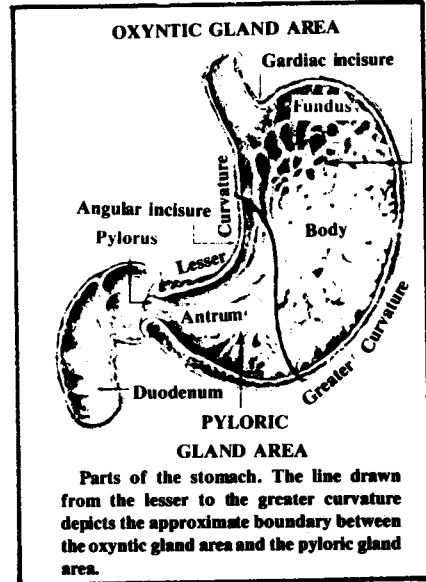 OXYNTIC GLAND AREA
Gardiac incisure
Fundus
Curvature
Angular incisure
Pylorus
Body
Lesser
Antrum
Greater Curvature
Duodenum
PYLORIC
GLAND AREA
Parts of the stomach. The line drawn
from the lesser to the greater curvature
depicts the approximate boundary between
the oxyntic gland area and the pyloric gland
area.